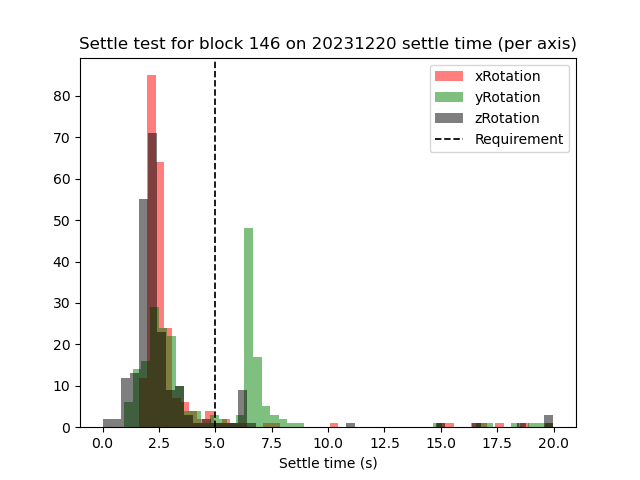 Settle test for block 146 on 20231220 settle time (per axis)
xRotation
yRotation
zRotation
Requirement
80
70
60
50
40
30
20
10
0
0.0 2.5 5.0 7.5 10.0 12.5 15.0 17.5 20.0
Settle time (s)